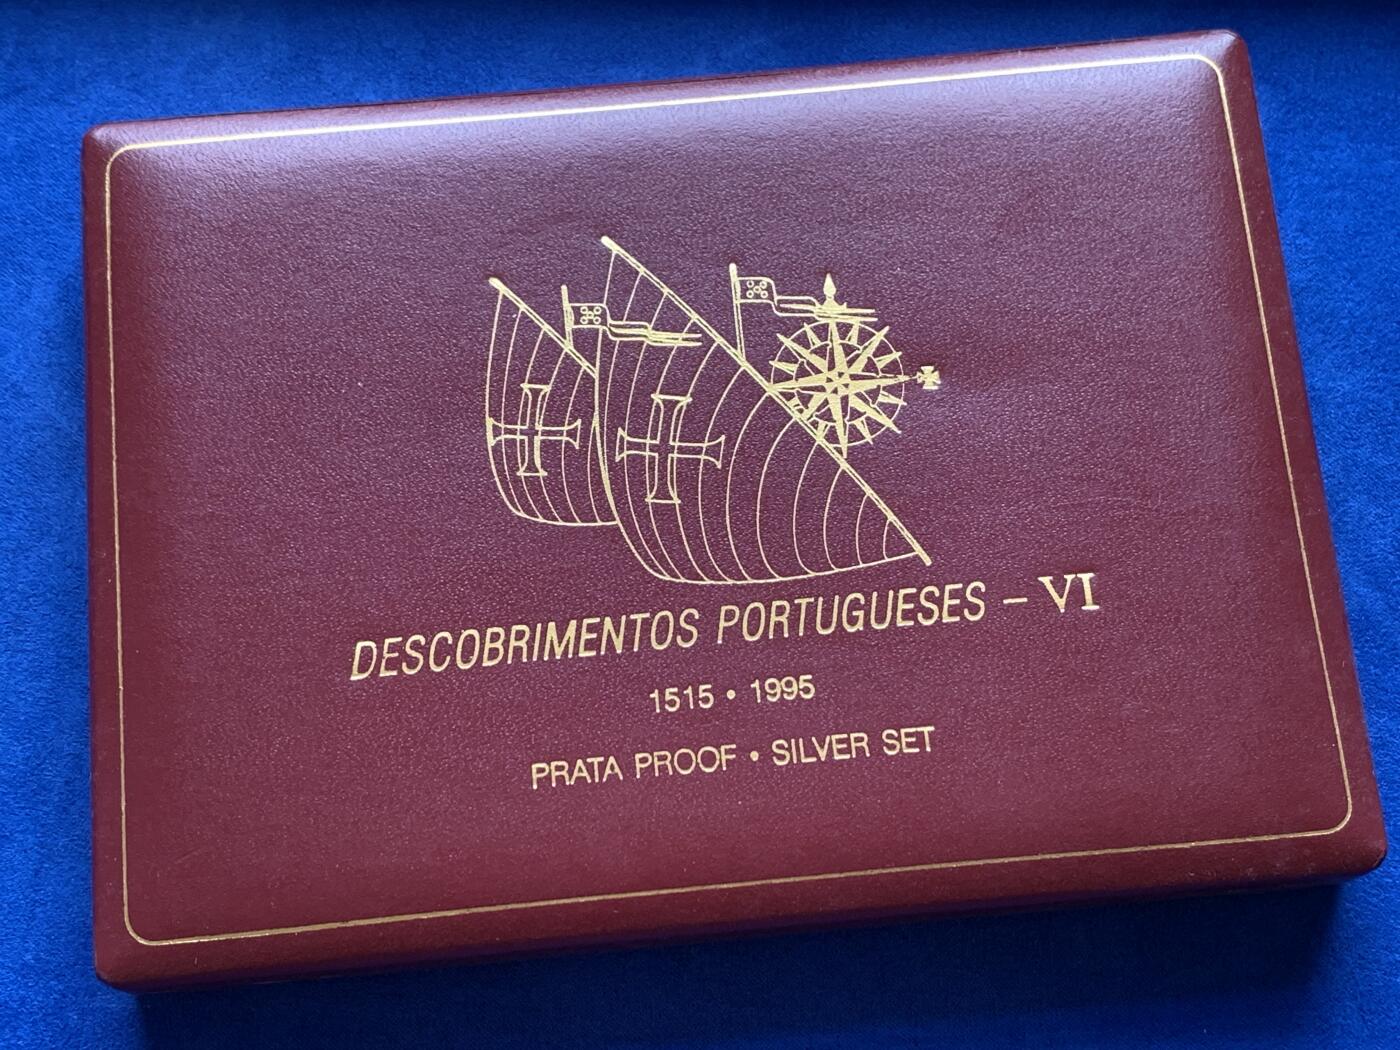 DESCOBRIMENTOS PORTUGUESES – VI
1515 • 1995
PRATA PROOF • SILVER SET